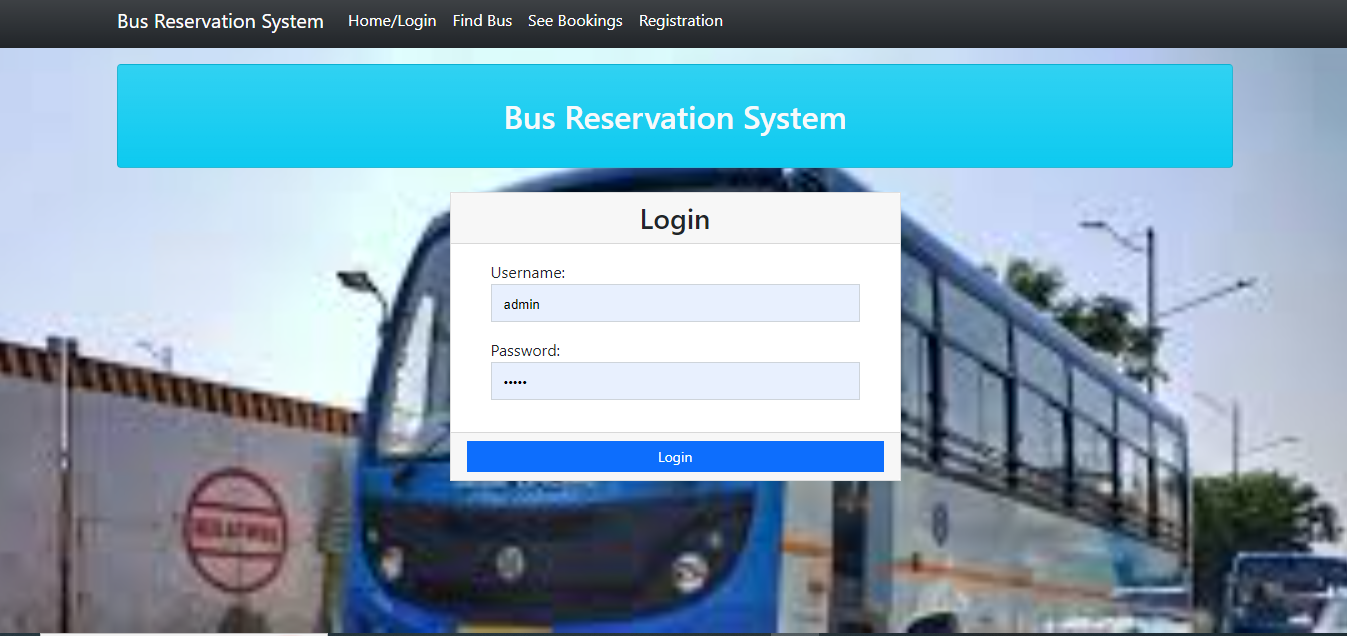 Bus Reservation System Home/Login Find Bus See Bookings Registration
Bus Reservation System
Login
Username:
admin
Password:
•••••
Login